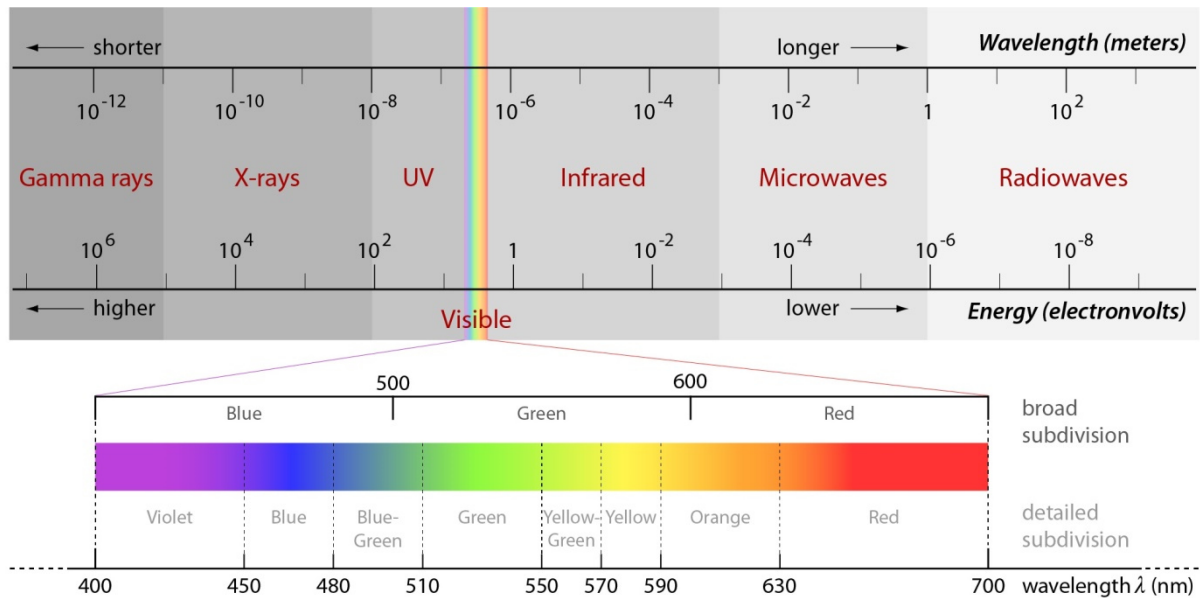 shorter longer Wavelength (meters)
10⁻¹² 10⁻¹⁰ 10⁻⁸ 10⁻⁶ 10⁻⁴ 10⁻² 1 10²
Gamma rays X-rays UV Infrared Microwaves Radiowaves
10⁶ 10⁴ 10² 1 10⁻² 10⁻⁴ 10⁻⁶ 10⁻⁸
higher lower Energy (electronvolts)
Visible
500 600
Blue Green Red broad
subdivision
Violet Blue Blue- Green Yellow- Yellow Orange Red detailed
Green Green subdivision
400 450 480 510 550 570 590 630 700 wavelength λ (nm)